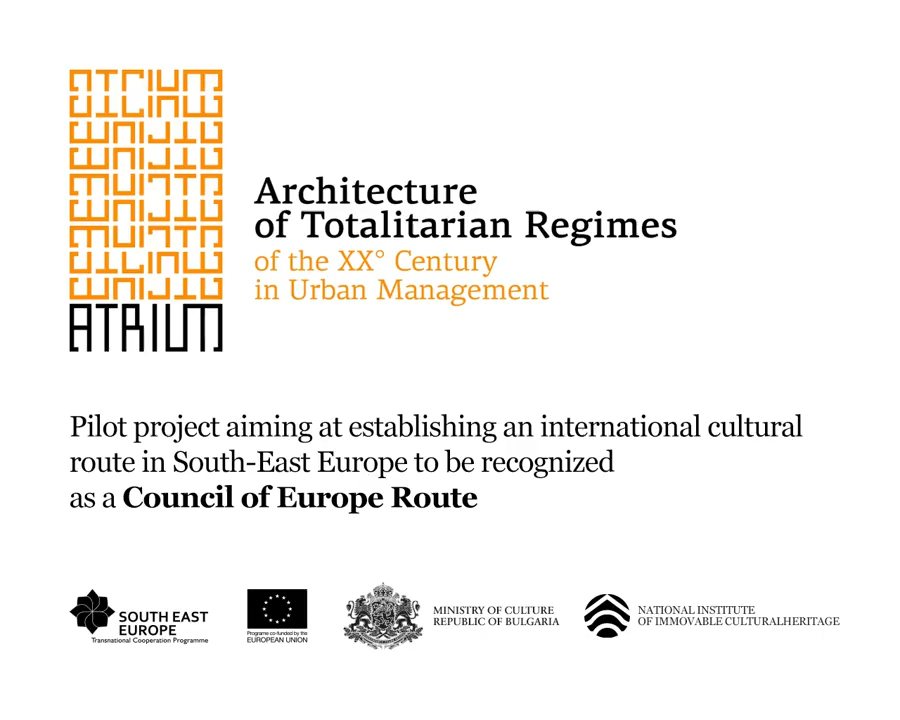 ATRIUM
Architecture
of Totalitarian Regimes
of the XX° Century
in Urban Management
Pilot project aiming at establishing an international cultural
route in South-East Europe to be recognized
as a Council of Europe Route
SOUTH EAST
EUROPE
Transnational Cooperation Programme
Programe co-funded by the
EUROPEAN UNION
MINISTRY OF CULTURE
REPUBLIC OF BULGARIA
NATIONAL INSTITUTE
OF IMMOVABLE CULTURALHERITAGE